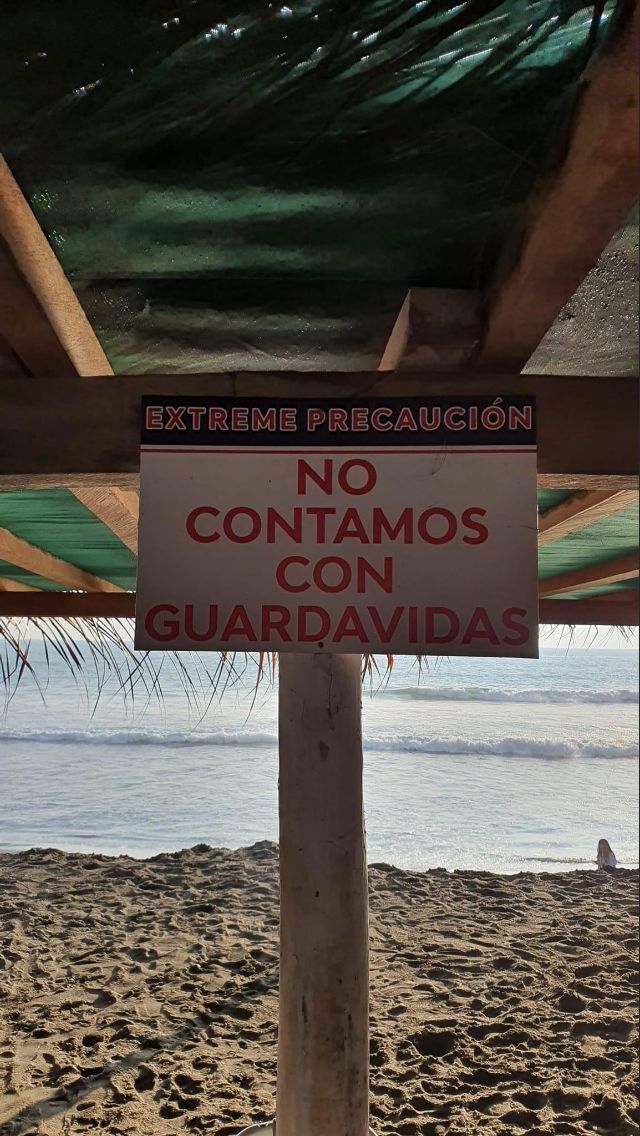 EXTREME PRECAUCIÓN
NO
CONTAMOS
CON
GUARDAVIDAS